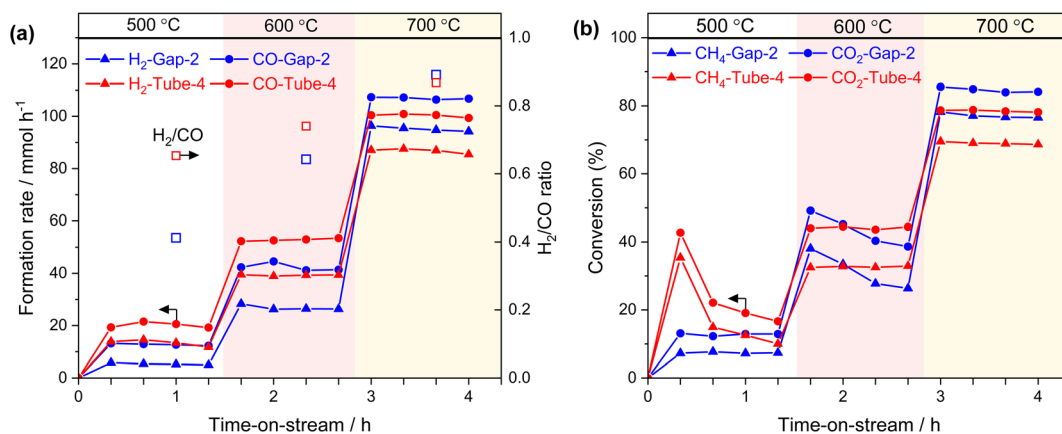 (a)
500 °C 600 °C 700 °C
H₂-Gap-2 CO-Gap-2
H₂-Tube-4 CO-Tube-4
H₂/CO
Formation rate / mmol h⁻¹
0 20 40 60 80 100 120
H₂/CO ratio
0.0 0.2 0.4 0.6 0.8 1.0
0 1 2 3 4
Time-on-stream / h
(b)
500 °C 600 °C 700 °C
CH₄-Gap-2 CO₂-Gap-2
CH₄-Tube-4 CO₂-Tube-4
Conversion (%)
0 20 40 60 80 100
0 1 2 3 4
Time-on-stream / h